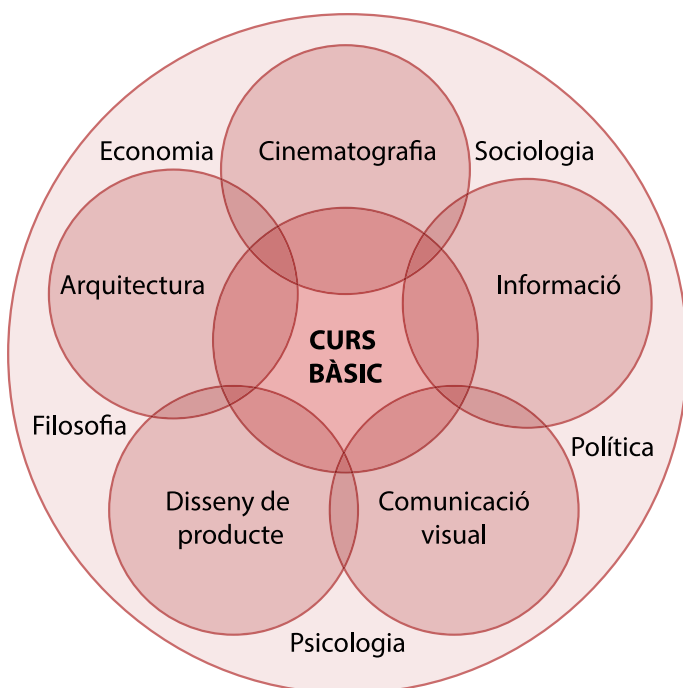 Economia
Cinematografia
Sociologia
Arquitectura
Informació
CURS
BÀSIC
Filosofia
Política
Disseny de
producte
Comunicació
visual
Psicologia